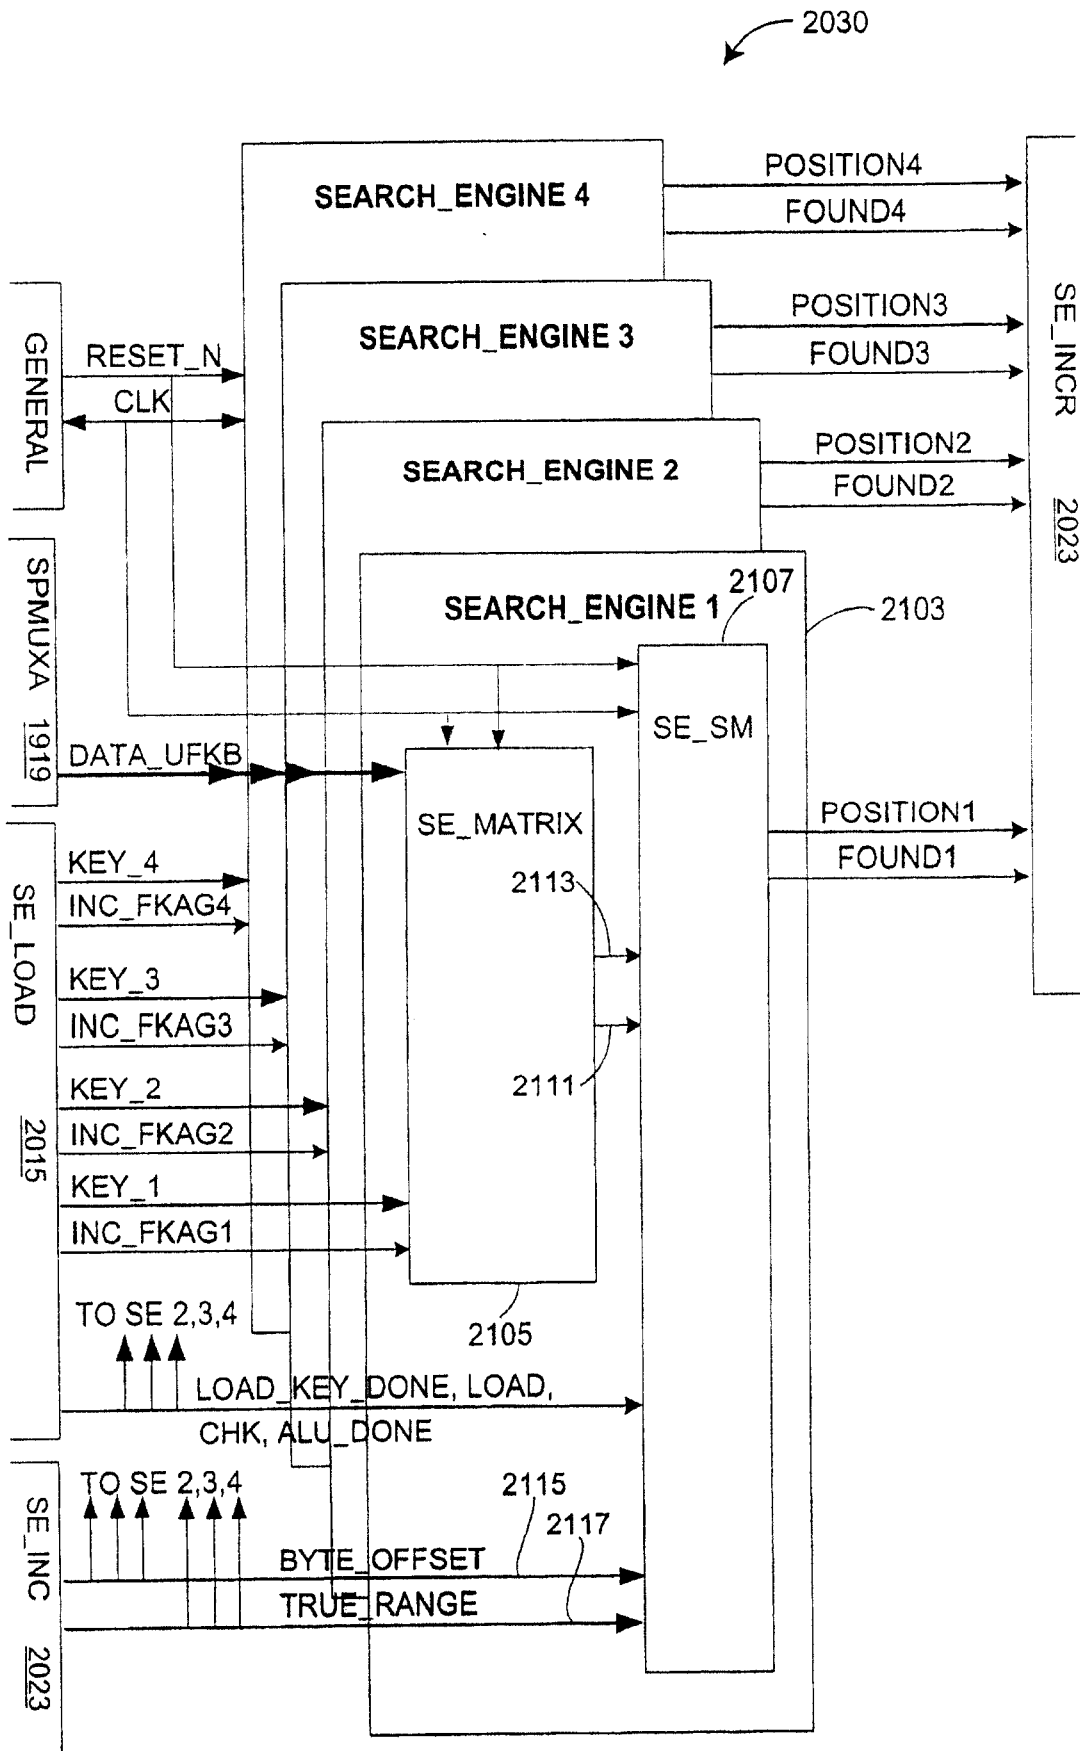 2030
SEARCH_ENGINE 4
POSITION4
FOUND4
SEARCH_ENGINE 3
POSITION3
FOUND3
SE_INCR 2023
GENERAL
RESET_N
CLK
SEARCH_ENGINE 2
POSITION2
FOUND2
SEARCH_ENGINE 1
2107
2103
SPMUXA 1919
DATA_UFKB
SE_MATRIX
SE_SM
POSITION1
FOUND1
SE_LOAD 2015
KEY_4
INC_FKAG4
KEY_3
INC_FKAG3
KEY_2
INC_FKAG2
KEY_1
INC_FKAG1
2113
2111
2105
TO SE 2,3,4
LOAD_KEY_DONE, LOAD,
CHK, ALU_DONE
SE_INC 2023
TO SE 2,3,4
2115
2117
BYTE_OFFSET
TRUE_RANGE